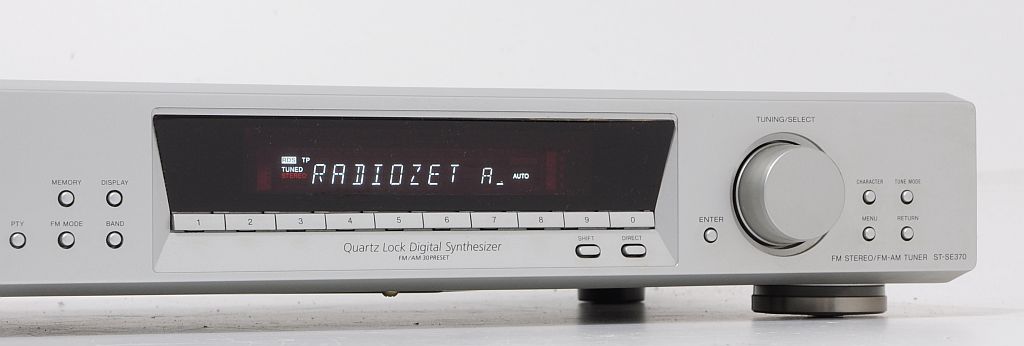 TUNING/SELECT
RDS TP
TUNED
STEREO
RADIOZET A_ AUTO
MEMORY DISPLAY
CHARACTER TUNE MODE
1 2 3 4 5 6 7 8 9 0
PTY FM MODE BAND
ENTER
MENU RETURN
SHIFT DIRECT
Quartz Lock Digital Synthesizer
FM/AM 30PRESET
FM STEREO/FM-AM TUNER ST-SE370